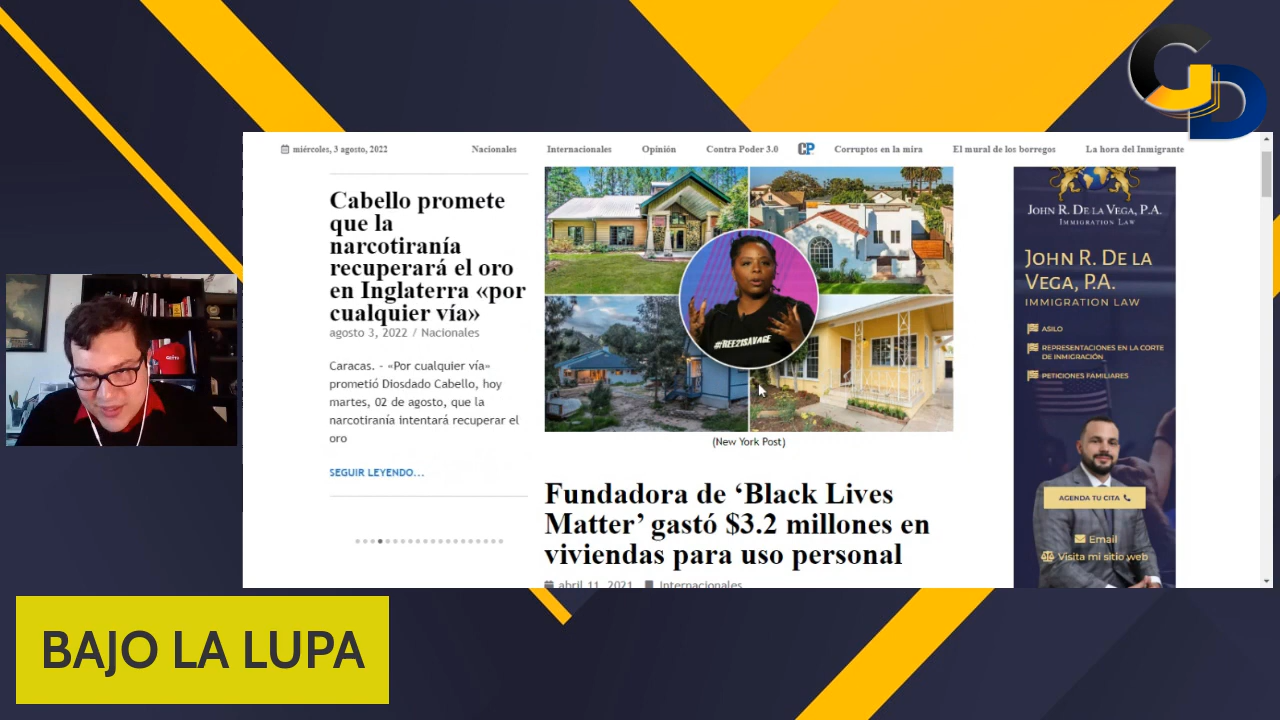 GD
miércoles, 3 agosto, 2022
Nacionales
Internacionales
Opinión
Contra Poder 3.0
CP
Corruptos en la mira
El mural de los borregos
La hora del Inmigrante
Cabello promete
que la
narcotiranía
recuperará el oro
en Inglaterra «por
cualquier vía»
agosto 3, 2022 / Nacionales
Caracas. - «Por cualquier vía»
prometió Diosdado Cabello, hoy
martes, 02 de agosto, que la
narcotiranía intentará recuperar el
oro
SEGUIR LEYENDO...
#FREE21SAVAGE
(New York Post)
Fundadora de ‘Black Lives
Matter’ gastó $3.2 millones en
viviendas para uso personal
abril 11, 2021
Internacionales
JOHN R. DE LA VEGA, P.A.
IMMIGRATION LAW
JOHN R. DE LA
VEGA, P.A.
IMMIGRATION LAW
ASILO
REPRESENTACIONES EN LA CORTE
DE INMIGRACIÓN
PETICIONES FAMILIARES
AGENDA TU CITA
Email
Visita mi sitio web
BAJO LA LUPA